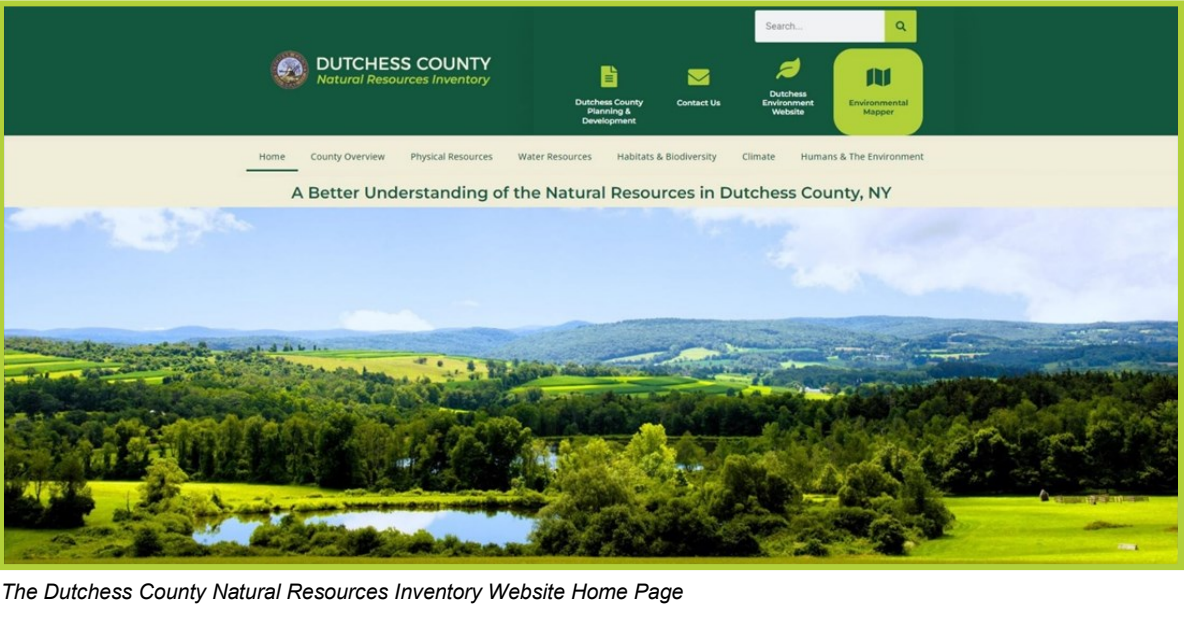 Search...
DUTCHESS COUNTY
Natural Resources Inventory
Dutchess County
Planning &
Development
Contact Us
Dutchess
Environment
Website
Environmental
Mapper
Home County Overview Physical Resources Water Resources Habitats & Biodiversity Climate Humans & The Environment
A Better Understanding of the Natural Resources in Dutchess County, NY
The Dutchess County Natural Resources Inventory Website Home Page